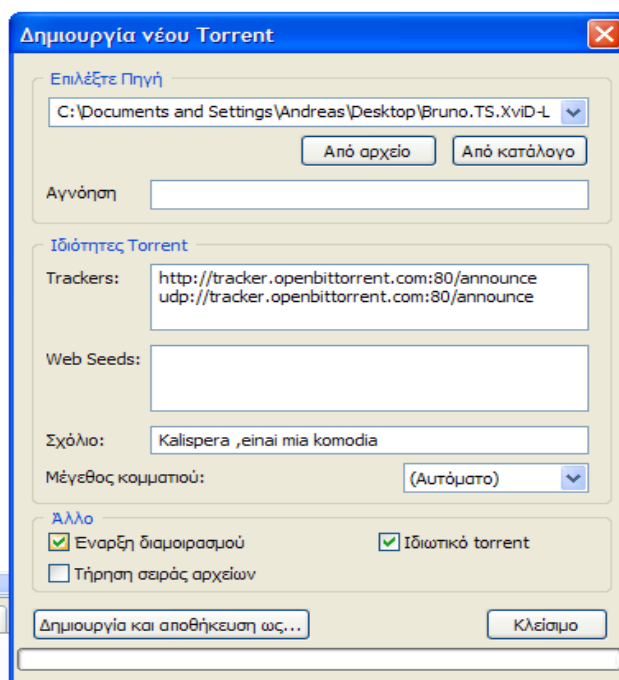 Δημιουργία νέου Torrent
Επιλέξτε Πηγή
C:\Documents and Settings\Andreas\Desktop\Bruno.TS.XviD-L
Από αρχείο Από κατάλογο
Αγνόηση
Ιδιότητες Torrent
Trackers: http://tracker.openbittorrent.com:80/announce
udp://tracker.openbittorrent.com:80/announce
Web Seeds:
Σχόλιο: Kalispera ,einai mia komodia
Μέγεθος κομματιού: (Αυτόματο)
Άλλο
Έναρξη διαμοιρασμού Ιδιωτικό torrent
Τήρηση σειράς αρχείων
Δημιουργία και αποθήκευση ως... Κλείσιμο